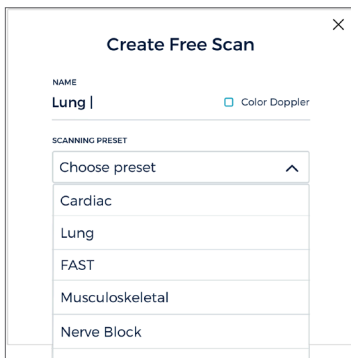 Create Free Scan
NAME
Lung
Color Doppler
SCANNING PRESET
Choose preset
Cardiac
Lung
FAST
Musculoskeletal
Nerve Block